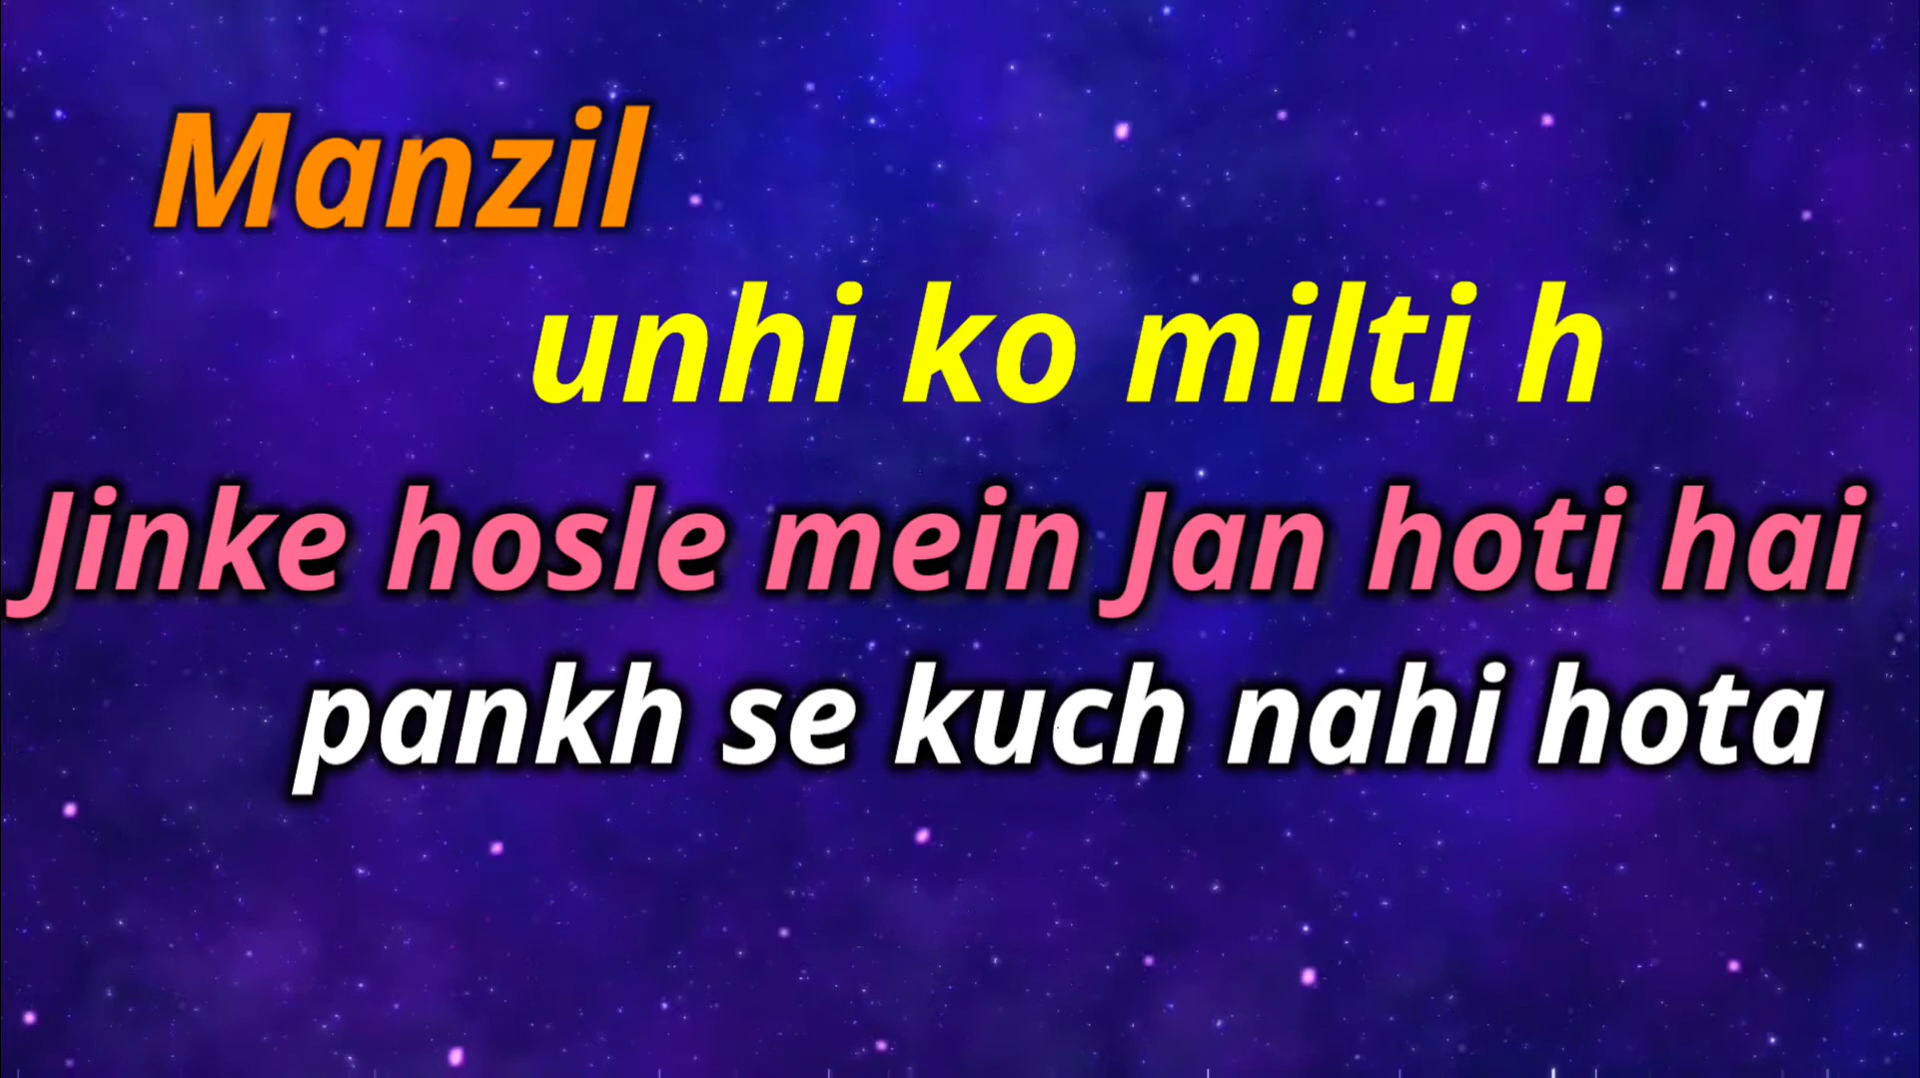 Manzil
unhi ko milti h
Jinke hosle mein Jan hoti hai
pankh se kuch nahi hota